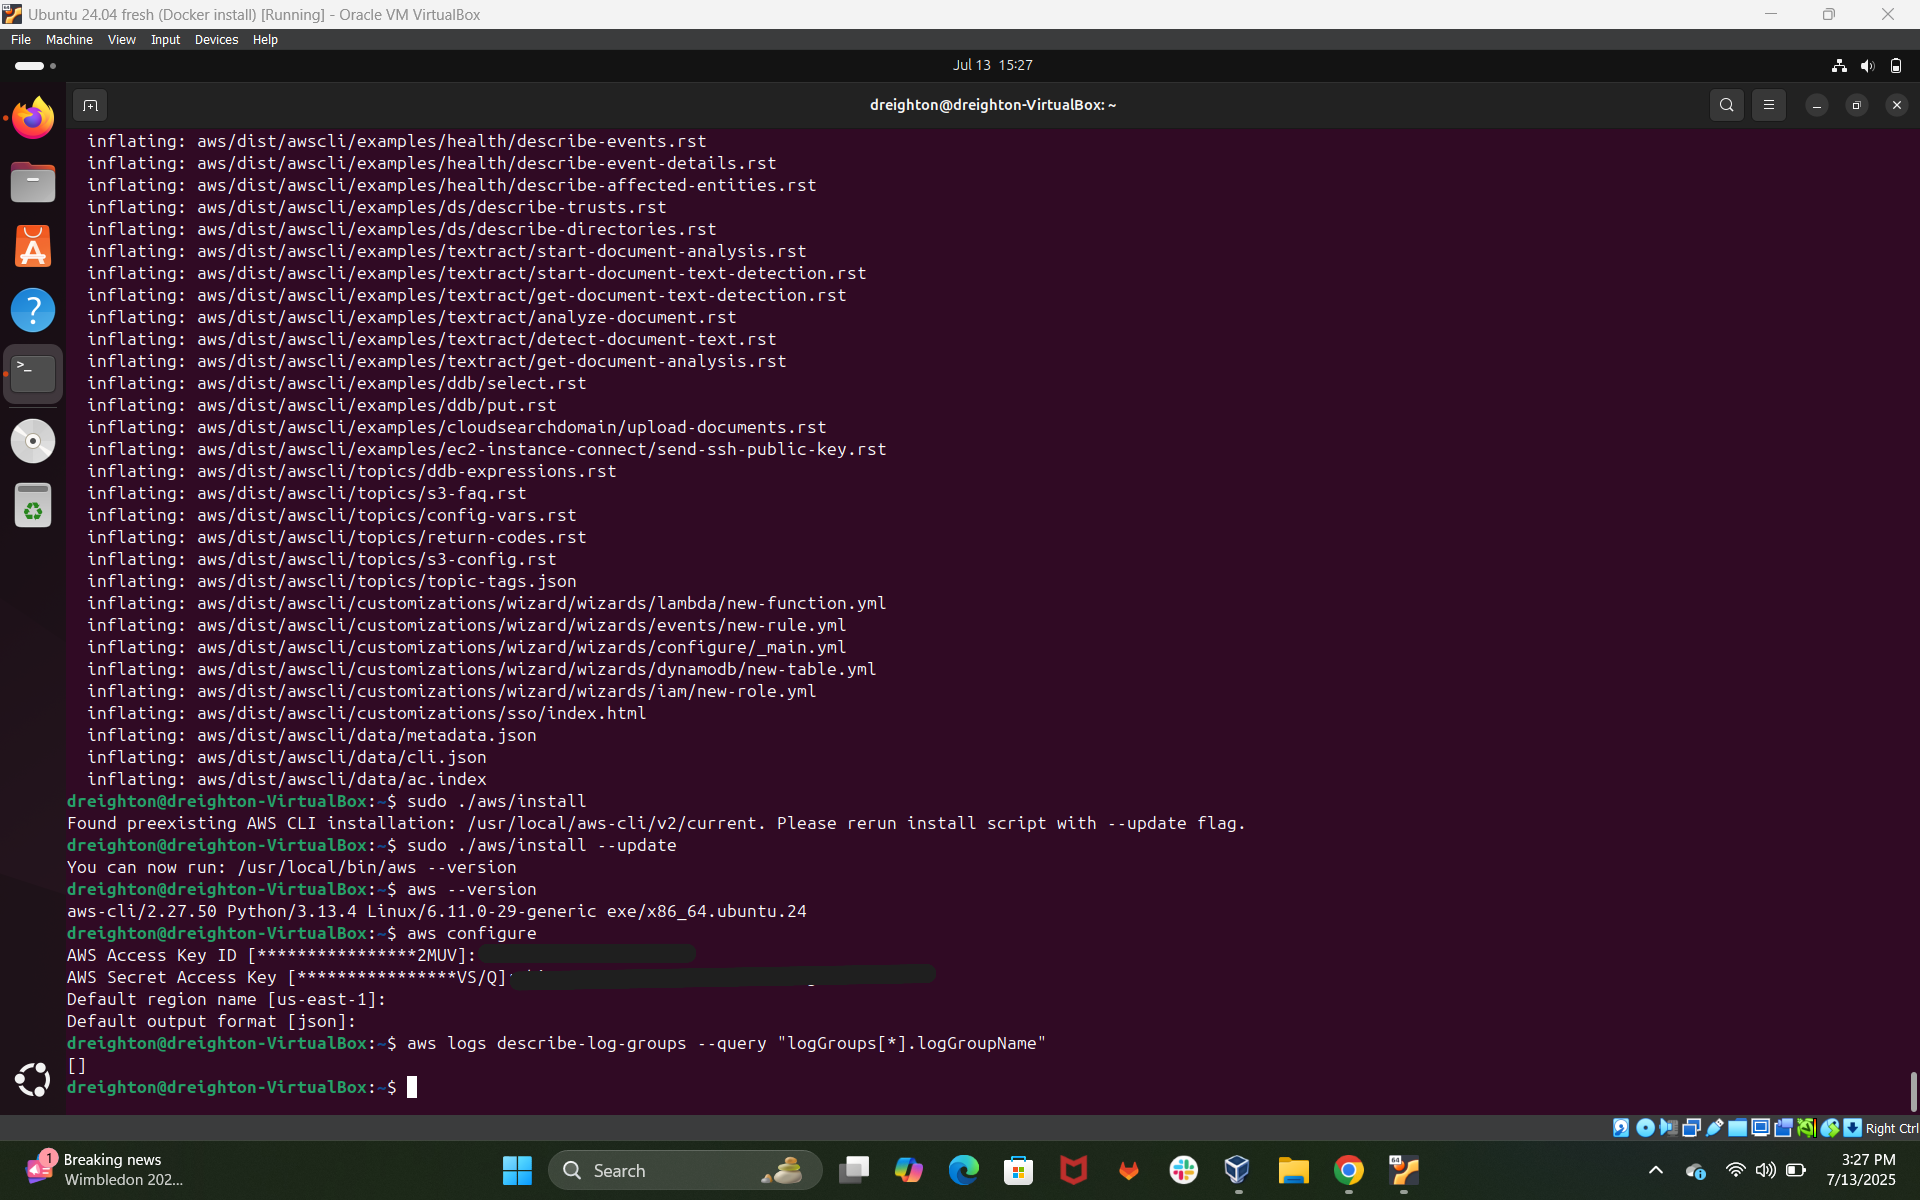 Ubuntu 24.04 fresh (Docker install) [Running] - Oracle VM VirtualBox
File Machine View Input Devices Help
Jul 13 15:27
dreighton@dreighton-VirtualBox: ~
inflating: aws/dist/awscli/examples/health/describe-events.rst
inflating: aws/dist/awscli/examples/health/describe-event-details.rst
inflating: aws/dist/awscli/examples/health/describe-affected-entities.rst
inflating: aws/dist/awscli/examples/ds/describe-trusts.rst
inflating: aws/dist/awscli/examples/ds/describe-directories.rst
inflating: aws/dist/awscli/examples/textract/start-document-analysis.rst
inflating: aws/dist/awscli/examples/textract/start-document-text-detection.rst
inflating: aws/dist/awscli/examples/textract/get-document-text-detection.rst
inflating: aws/dist/awscli/examples/textract/analyze-document.rst
inflating: aws/dist/awscli/examples/textract/detect-document-text.rst
inflating: aws/dist/awscli/examples/textract/get-document-analysis.rst
inflating: aws/dist/awscli/examples/ddb/select.rst
inflating: aws/dist/awscli/examples/ddb/put.rst
inflating: aws/dist/awscli/examples/cloudsearchdomain/upload-documents.rst
inflating: aws/dist/awscli/examples/ec2-instance-connect/send-ssh-public-key.rst
inflating: aws/dist/awscli/topics/ddb-expressions.rst
inflating: aws/dist/awscli/topics/s3-faq.rst
inflating: aws/dist/awscli/topics/config-vars.rst
inflating: aws/dist/awscli/topics/return-codes.rst
inflating: aws/dist/awscli/topics/s3-config.rst
inflating: aws/dist/awscli/topics/topic-tags.json
inflating: aws/dist/awscli/customizations/wizard/wizards/lambda/new-function.yml
inflating: aws/dist/awscli/customizations/wizard/wizards/events/new-rule.yml
inflating: aws/dist/awscli/customizations/wizard/wizards/configure/_main.yml
inflating: aws/dist/awscli/customizations/wizard/wizards/dynamodb/new-table.yml
inflating: aws/dist/awscli/customizations/wizard/wizards/iam/new-role.yml
inflating: aws/dist/awscli/customizations/sso/index.html
inflating: aws/dist/awscli/data/metadata.json
inflating: aws/dist/awscli/data/cli.json
inflating: aws/dist/awscli/data/ac.index
dreighton@dreighton-VirtualBox:~$ sudo ./aws/install
Found preexisting AWS CLI installation: /usr/local/aws-cli/v2/current. Please rerun install script with --update flag.
dreighton@dreighton-VirtualBox:~$ sudo ./aws/install --update
You can now run: /usr/local/bin/aws --version
dreighton@dreighton-VirtualBox:~$ aws --version
aws-cli/2.27.50 Python/3.13.4 Linux/6.11.0-29-generic exe/x86_64.ubuntu.24
dreighton@dreighton-VirtualBox:~$ aws configure
AWS Access Key ID [****************2MUV]:
AWS Secret Access Key [****************VS/Q]
Default region name [us-east-1]:
Default output format [json]:
dreighton@dreighton-VirtualBox:~$ aws logs describe-log-groups --query "logGroups[*].logGroupName"
[]
dreighton@dreighton-VirtualBox:~$
Right Ctrl
1
Breaking news
Wimbledon 202...
Search
3:27 PM
7/13/2025